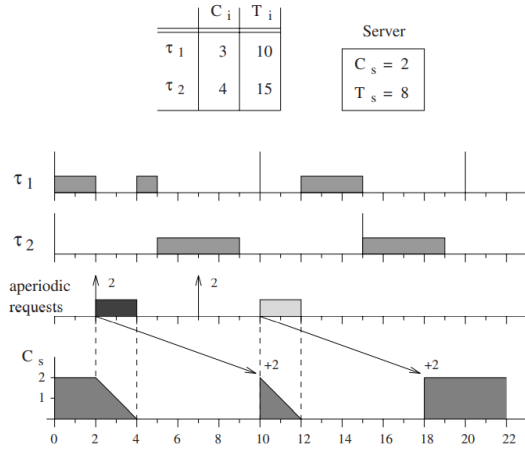 C i T i
τ 1 3 10
τ 2 4 15
Server
C s = 2
T s = 8
τ 1
τ 2
aperiodic
requests
2 2
C s
+2 +2
2
1
0 2 4 6 8 10 12 14 16 18 20 22